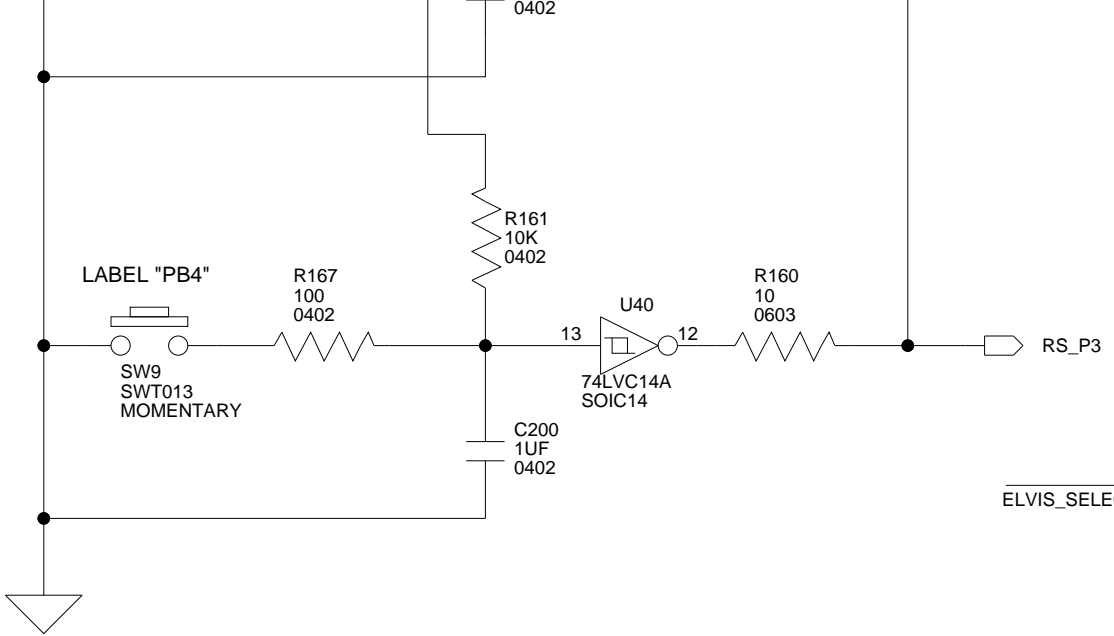 0402
R161
10K
0402
LABEL "PB4"
R167
100
0402
R160
10
0603
U40
13
12
RS_P3
SW9
SWT013
MOMENTARY
74LVC14A
SOIC14
C200
1UF
0402